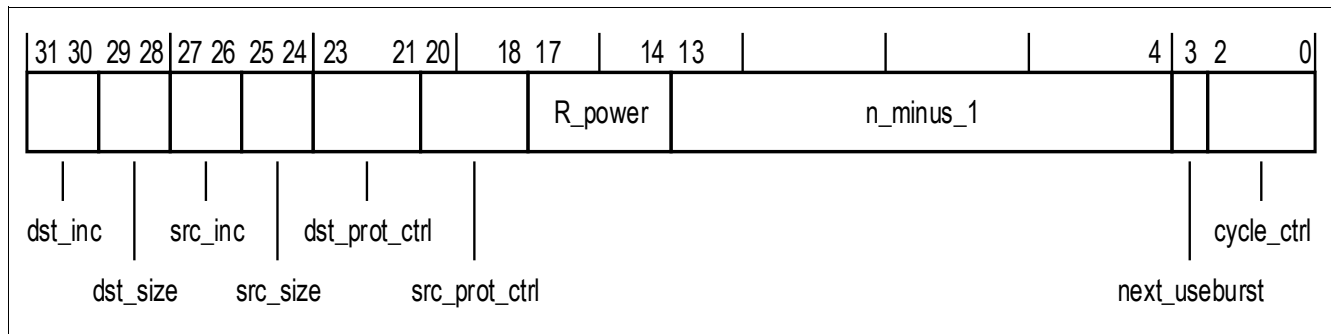 31 30 29 28 27 26 25 24 23 21 20 18 17 14 13 4 3 2 0
R_power n_minus_1
dst_inc src_inc dst_prot_ctrl cycle_ctrl
dst_size src_size src_prot_ctrl next_useburst